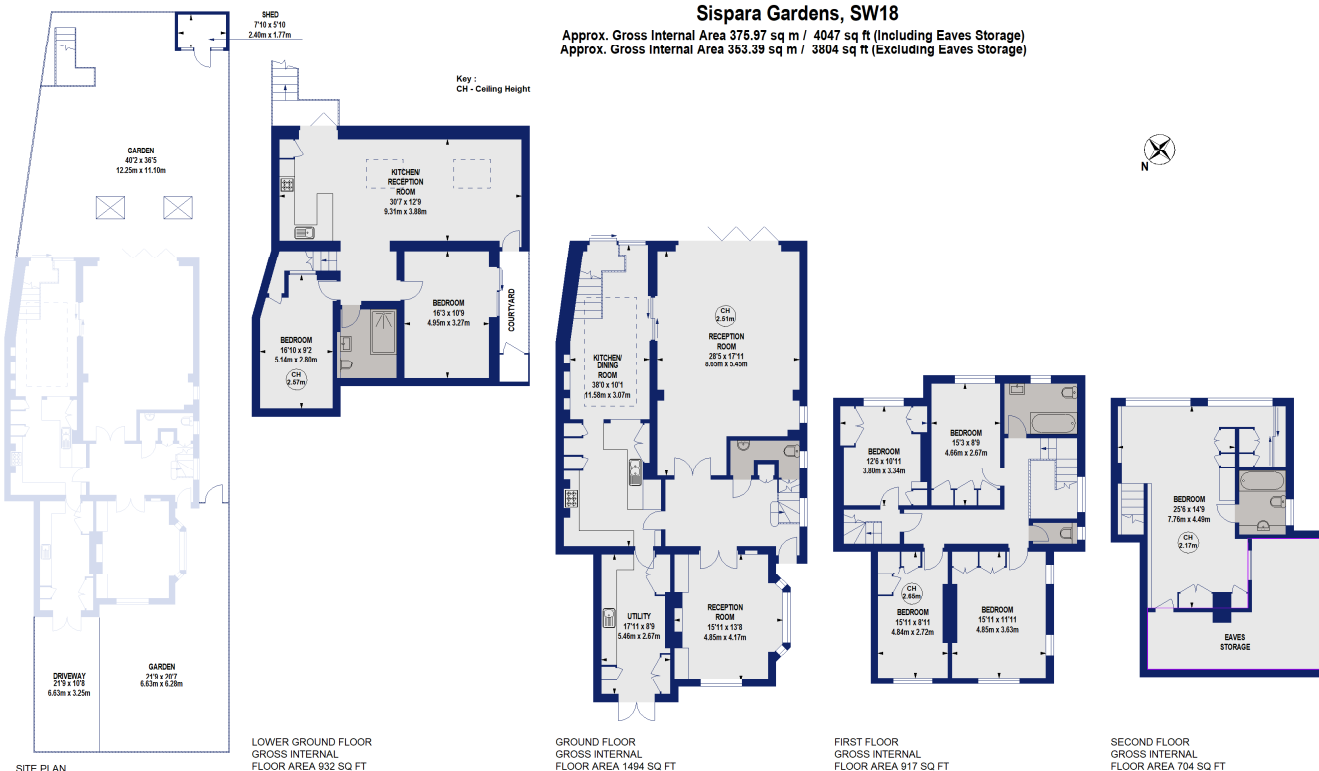 Sispara Gardens, SW18
Approx. Gross Internal Area 375.97 sq m / 4047 sq ft (Including Eaves Storage)
Approx. Gross Internal Area 353.39 sq m / 3804 sq ft (Excluding Eaves Storage)
SHED
7'10 x 5'10
2.40m x 1.77m
Key :
CH - Ceiling Height
N
GARDEN
40'2 x 36'5
12.25m x 11.10m
DRIVEWAY
21'9 x 10'8
6.63m x 3.25m
GARDEN
21'9 x 20'7
6.63m x 6.28m
SITE PLAN
KITCHEN/
RECEPTION
ROOM
30'7 x 12'9
9.31m x 3.88m
BEDROOM
16'3 x 10'9
4.95m x 3.27m
COURTYARD
BEDROOM
16'10 x 9'2
5.14m x 2.80m
CH
2.57m
LOWER GROUND FLOOR
GROSS INTERNAL
FLOOR AREA 932 SQ FT
CH
2.51m
RECEPTION
ROOM
28'5 x 17'11
8.65m x 5.45m
KITCHEN/
DINING
ROOM
38'0 x 10'1
11.58m x 3.07m
UTILITY
17'11 x 8'9
5.46m x 2.67m
RECEPTION
ROOM
15'11 x 13'8
4.85m x 4.17m
GROUND FLOOR
GROSS INTERNAL
FLOOR AREA 1494 SQ FT
BEDROOM
15'3 x 8'9
4.66m x 2.67m
BEDROOM
12'6 x 10'11
3.80m x 3.34m
CH
2.65m
BEDROOM
15'11 x 8'11
4.84m x 2.72m
BEDROOM
15'11 x 11'11
4.85m x 3.63m
FIRST FLOOR
GROSS INTERNAL
FLOOR AREA 917 SQ FT
BEDROOM
25'6 x 14'9
7.76m x 4.49m
CH
2.17m
EAVES
STORAGE
SECOND FLOOR
GROSS INTERNAL
FLOOR AREA 704 SQ FT